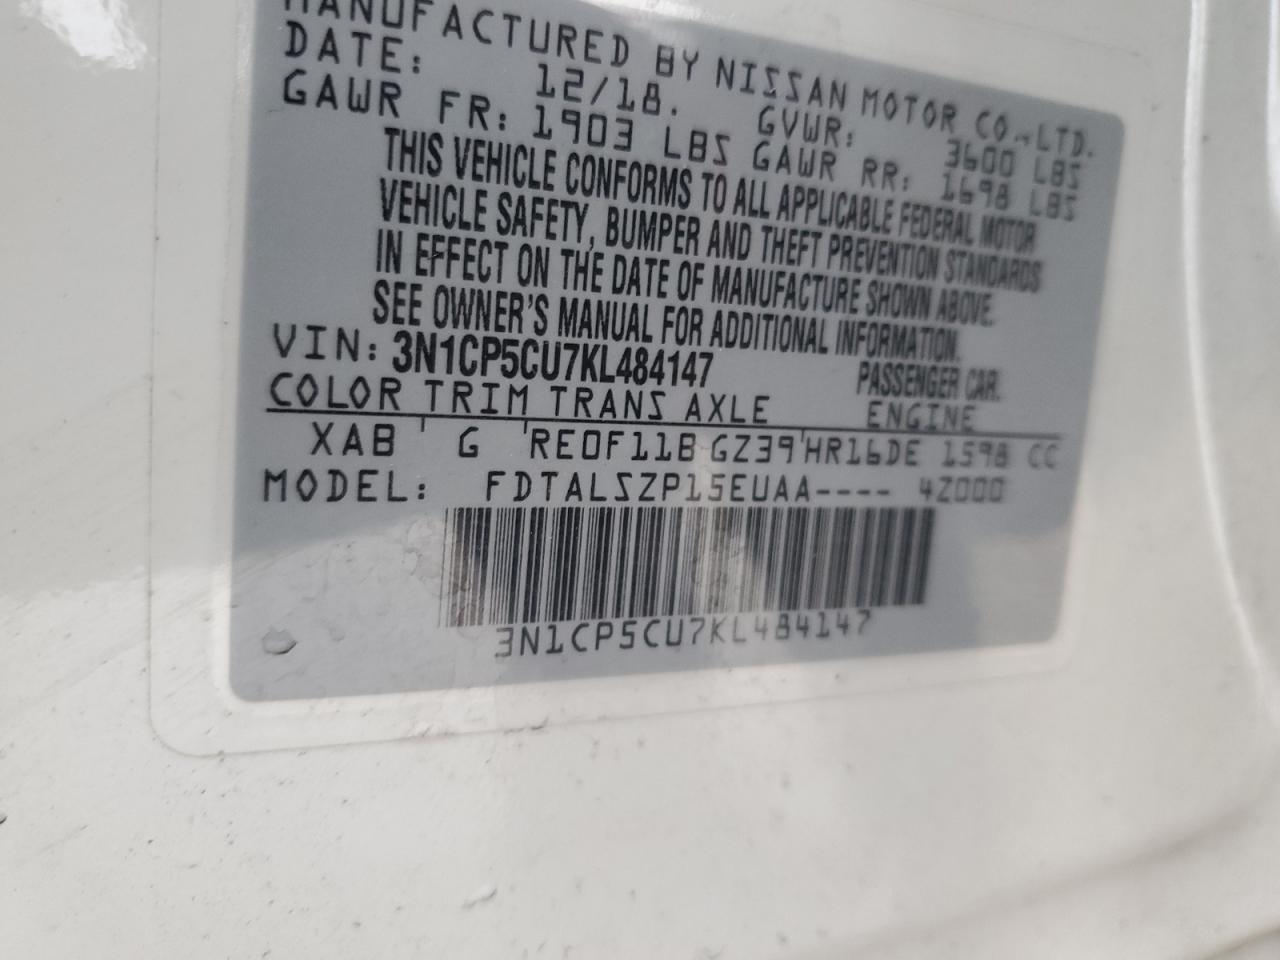 MANUFACTURED BY NISSAN MOTOR CO.,LTD.
DATE: 12/18. GVWR: 3600 LBS
GAWR FR: 1903 LBS GAWR RR: 1698 LBS
THIS VEHICLE CONFORMS TO ALL APPLICABLE FEDERAL MOTOR
VEHICLE SAFETY, BUMPER AND THEFT PREVENTION STANDARDS
IN EFFECT ON THE DATE OF MANUFACTURE SHOWN ABOVE.
SEE OWNER'S MANUAL FOR ADDITIONAL INFORMATION.
VIN: 3N1CP5CU7KL484147 PASSENGER CAR.
COLOR TRIM TRANS AXLE ENGINE
XAB G RE0F11B GZ39 HR16DE 1598 CC
MODEL: FDTALSZP15EUAA---- 4Z000
3N1CP5CU7KL484147